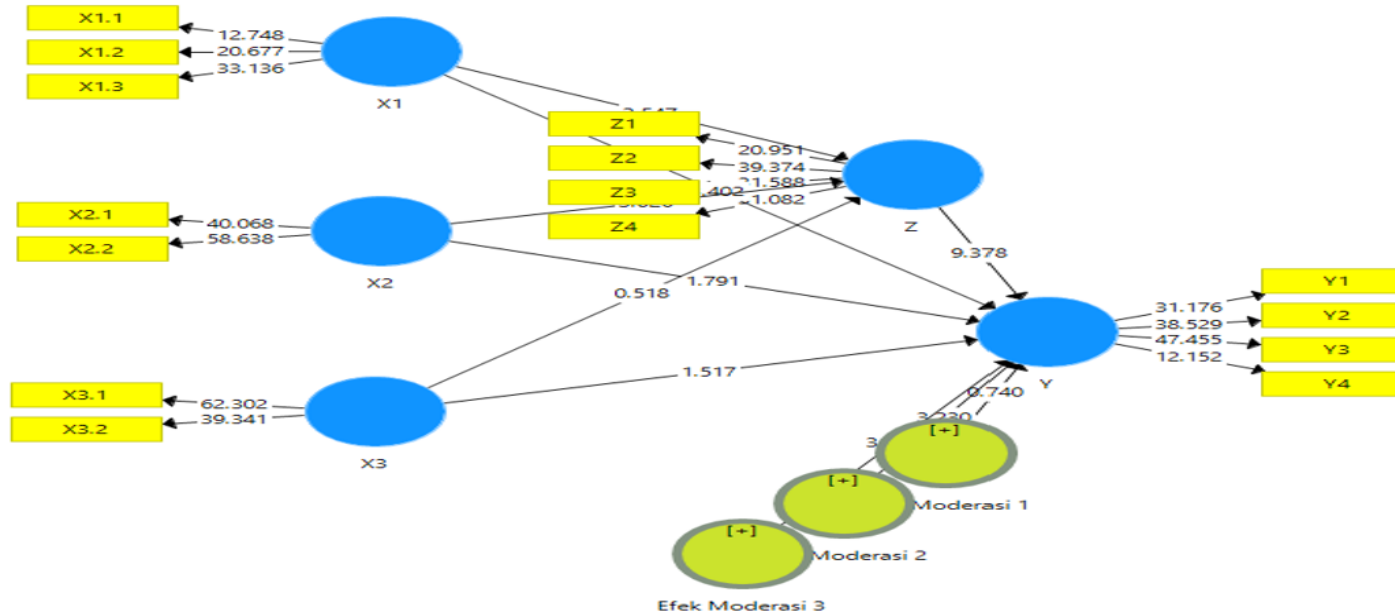 X1.1
X1.2
X1.3
12.748
20.677
33.136
X1
Z1
Z2
Z3
Z4
20.951
39.374
Z
X2.1
X2.2
40.068
58.638
X2
1.791
0.518
9.378
1.517
X3.1
X3.2
62.302
39.341
X3
Y1
Y2
Y3
Y4
31.176
38.529
47.455
12.152
Y
0.740
[+]
Moderasi 1
[+]
Moderasi 2
[+]
Efek Moderasi 3